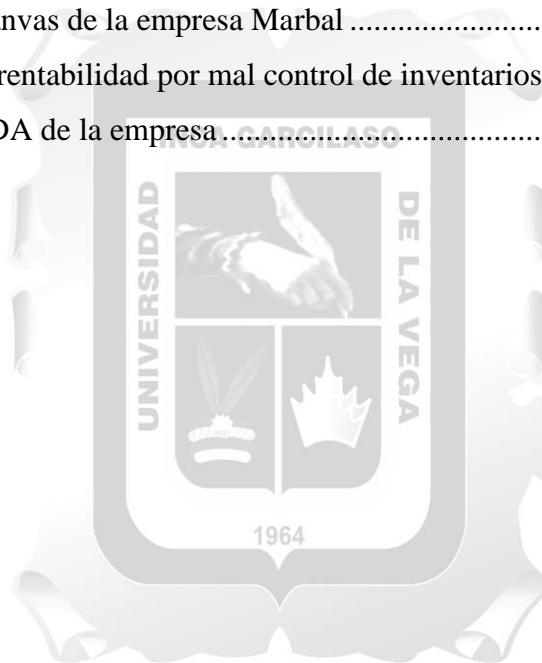 anvas de la empresa Marbal ........................
rentabilidad por mal control de inventarios
DA de la empresa .......................................
INCA GARCILASO
UNIVERSIDAD
DE LA VEGA
1964